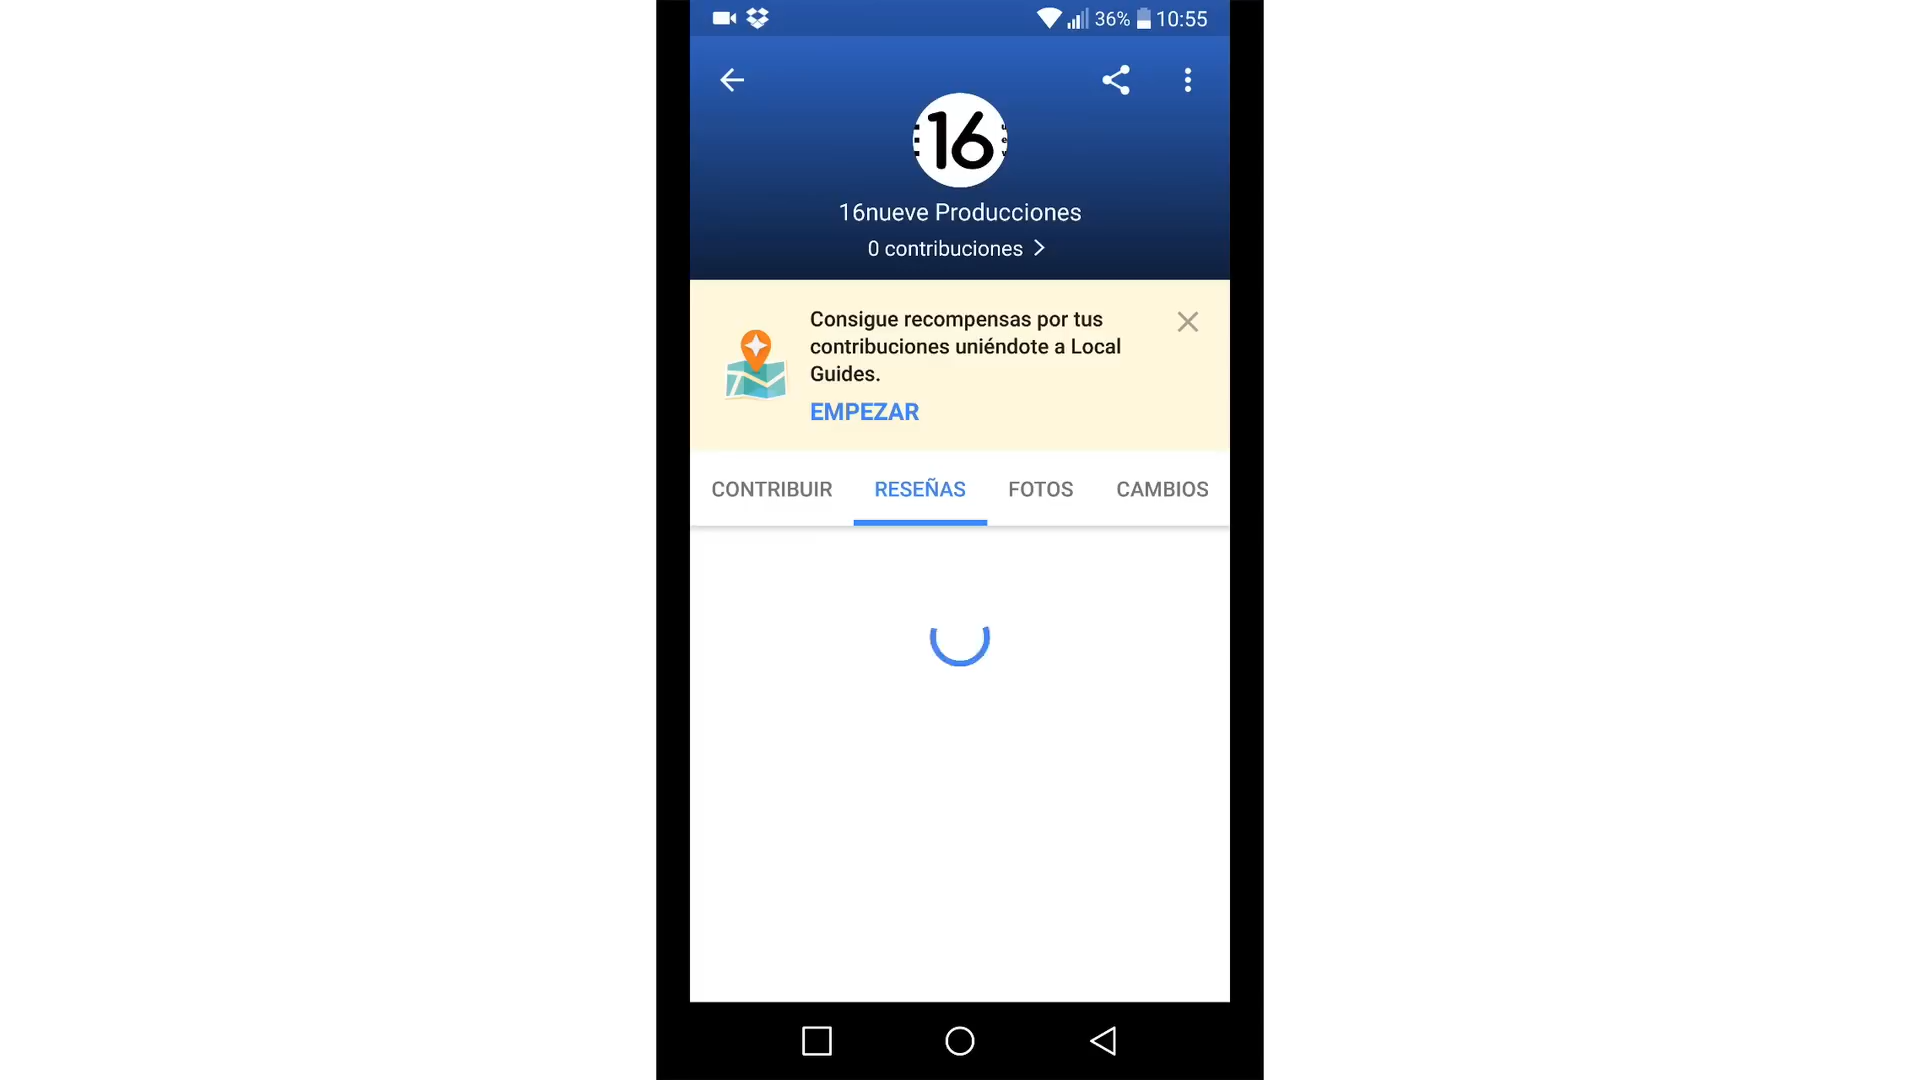 36% 10:55
16
16nueve Producciones
0 contribuciones
Consigue recompensas por tus
contribuciones uniéndote a Local
Guides.
EMPEZAR
CONTRIBUIR RESEÑAS FOTOS CAMBIOS